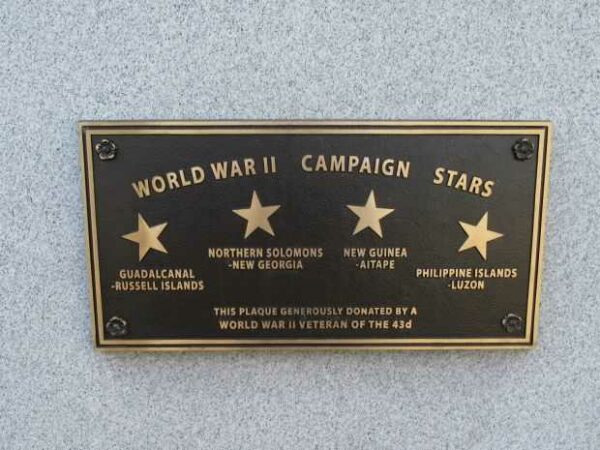 WORLD WAR II CAMPAIGN STARS
GUADALCANAL
-RUSSELL ISLANDS
NORTHERN SOLOMONS
-NEW GEORGIA
NEW GUINEA
-AITAPE
PHILIPPINE ISLANDS
-LUZON
THIS PLAQUE GENEROUSLY DONATED BY A
WORLD WAR II VETERAN OF THE 43d